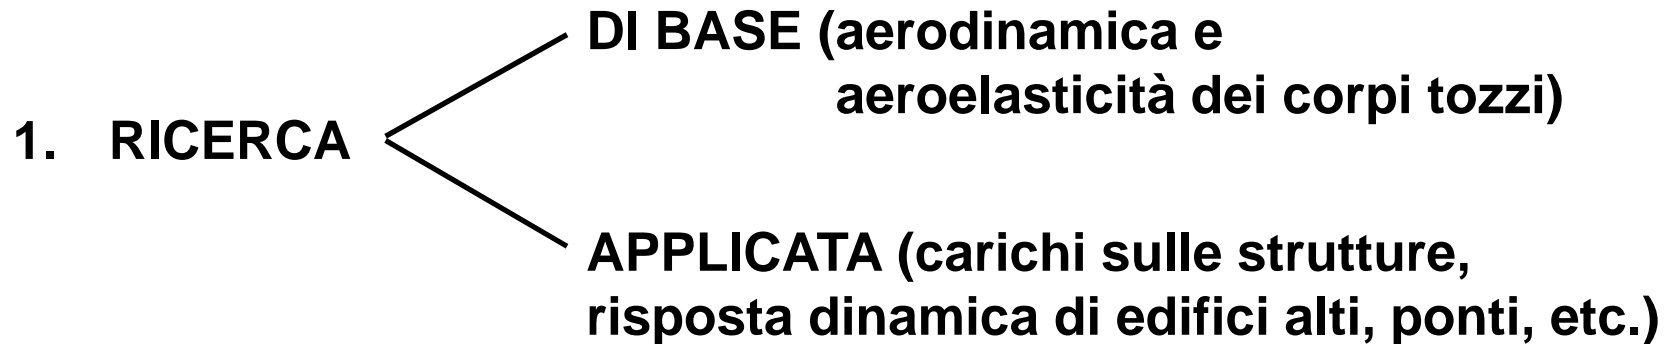 DI BASE (aerodinamica e
aeroelasticità dei corpi tozzi)
1. RICERCA
APPLICATA (carichi sulle strutture,
risposta dinamica di edifici alti, ponti, etc.)